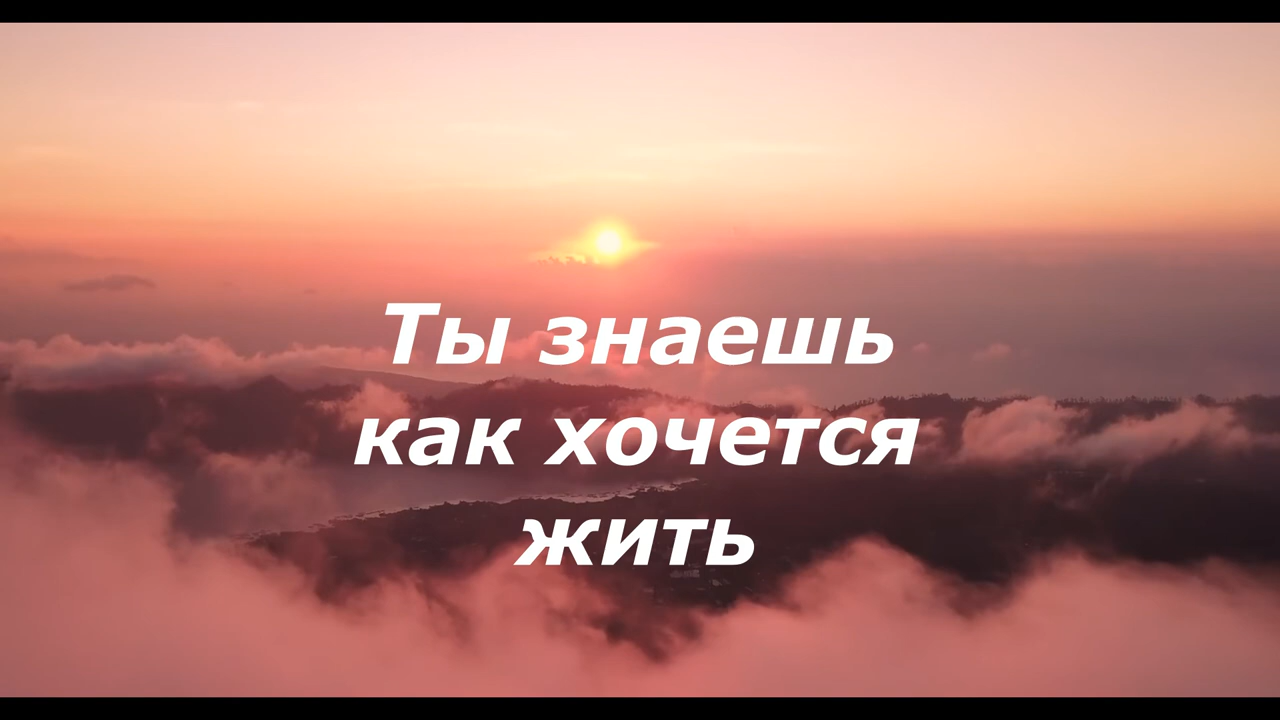 Ты знаешь
как хочется
жить